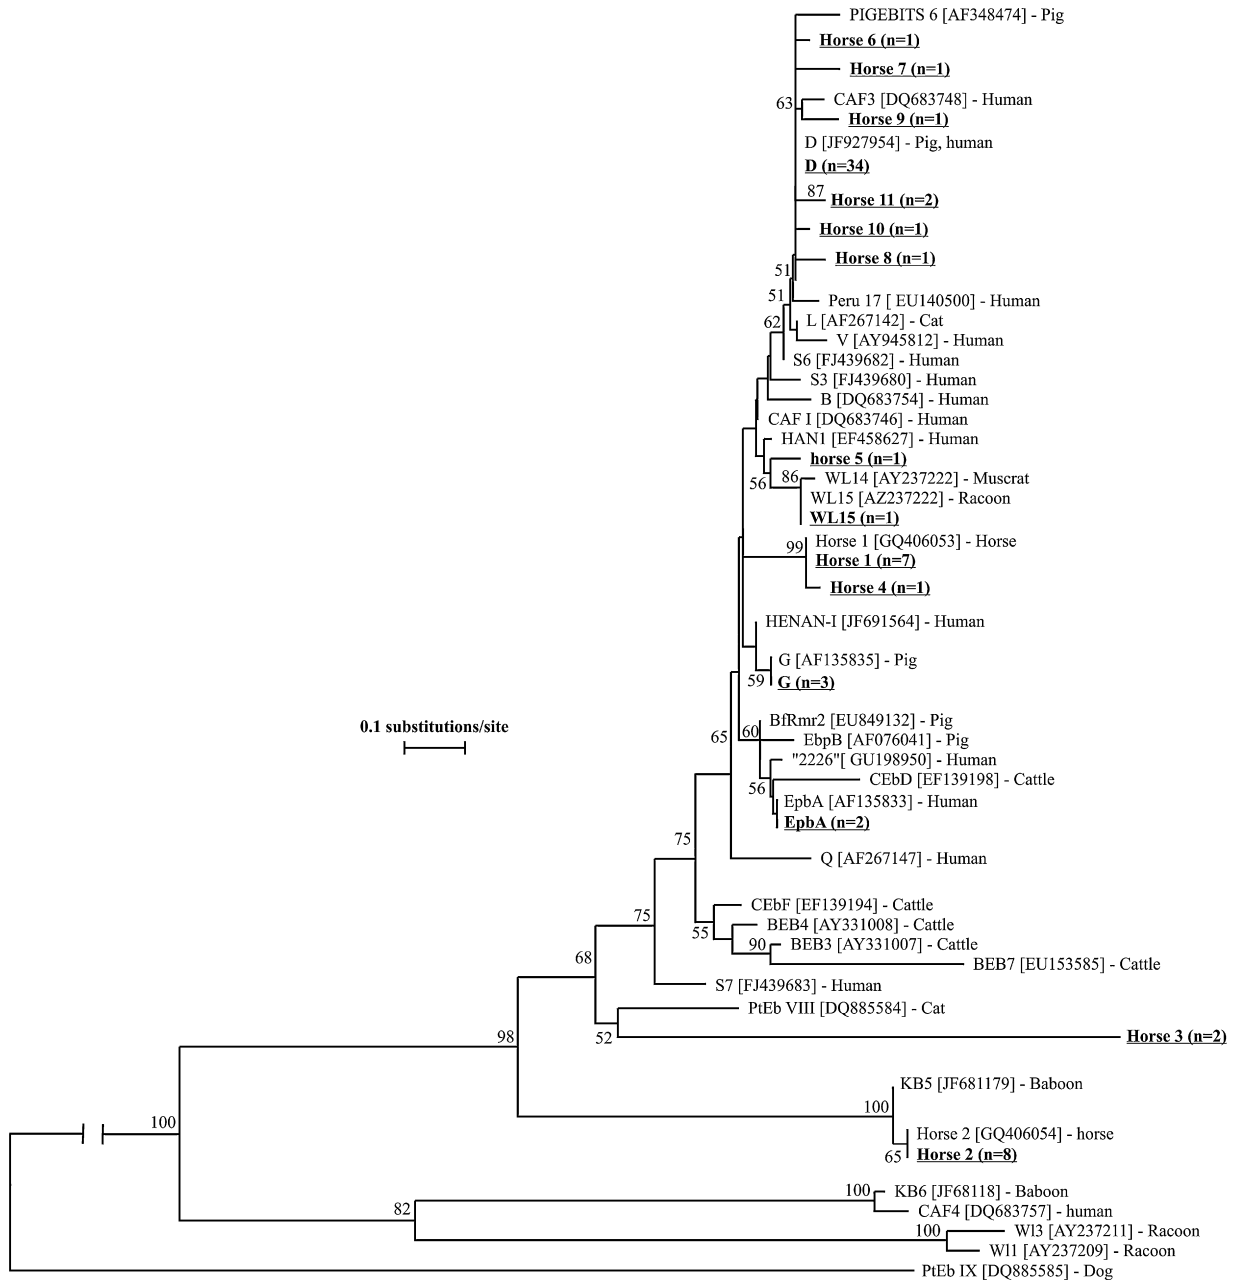 PIGEBITS 6 [AF348474] - Pig
Horse 6 (n=1)
Horse 7 (n=1)
63
CAF3 [DQ683748] - Human
Horse 9 (n=1)
D [JF927954] - Pig, human
D (n=34)
87
Horse 11 (n=2)
Horse 10 (n=1)
Horse 8 (n=1)
51
51
Peru 17 [ EU140500] - Human
62
L [AF267142] - Cat
V [AY945812] - Human
S6 [FJ439682] - Human
S3 [FJ439680] - Human
B [DQ683754] - Human
CAF I [DQ683746] - Human
HAN1 [EF458627] - Human
horse 5 (n=1)
56
86
WL14 [AY237222] - Muscrat
WL15 [AZ237222] - Racoon
WL15 (n=1)
99
Horse 1 [GQ406053] - Horse
Horse 1 (n=7)
Horse 4 (n=1)
HENAN-I [JF691564] - Human
G [AF135835] - Pig
59
G (n=3)
0.1 substitutions/site
65
60
BfRmr2 [EU849132] - Pig
EbpB [AF076041] - Pig
"2226"[ GU198950] - Human
56
CEbD [EF139198] - Cattle
EpbA [AF135833] - Human
EpbA (n=2)
75
Q [AF267147] - Human
75
CEbF [EF139194] - Cattle
55
BEB4 [AY331008] - Cattle
90
BEB3 [AY331007] - Cattle
BEB7 [EU153585] - Cattle
68
S7 [FJ439683] - Human
PtEb VIII [DQ885584] - Cat
98
52
Horse 3 (n=2)
KB5 [JF681179] - Baboon
100
100
Horse 2 [GQ406054] - horse
65
Horse 2 (n=8)
100
KB6 [JF68118] - Baboon
82
CAF4 [DQ683757] - human
100
Wl3 [AY237211] - Racoon
Wl1 [AY237209] - Racoon
PtEb IX [DQ885585] - Dog